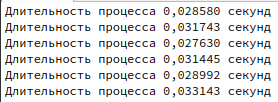 Длительность процесса 0,028580 секунд
Длительность процесса 0,031743 секунд
Длительность процесса 0,027630 секунд
Длительность процесса 0,031445 секунд
Длительность процесса 0,028992 секунд
Длительность процесса 0,033143 секунд